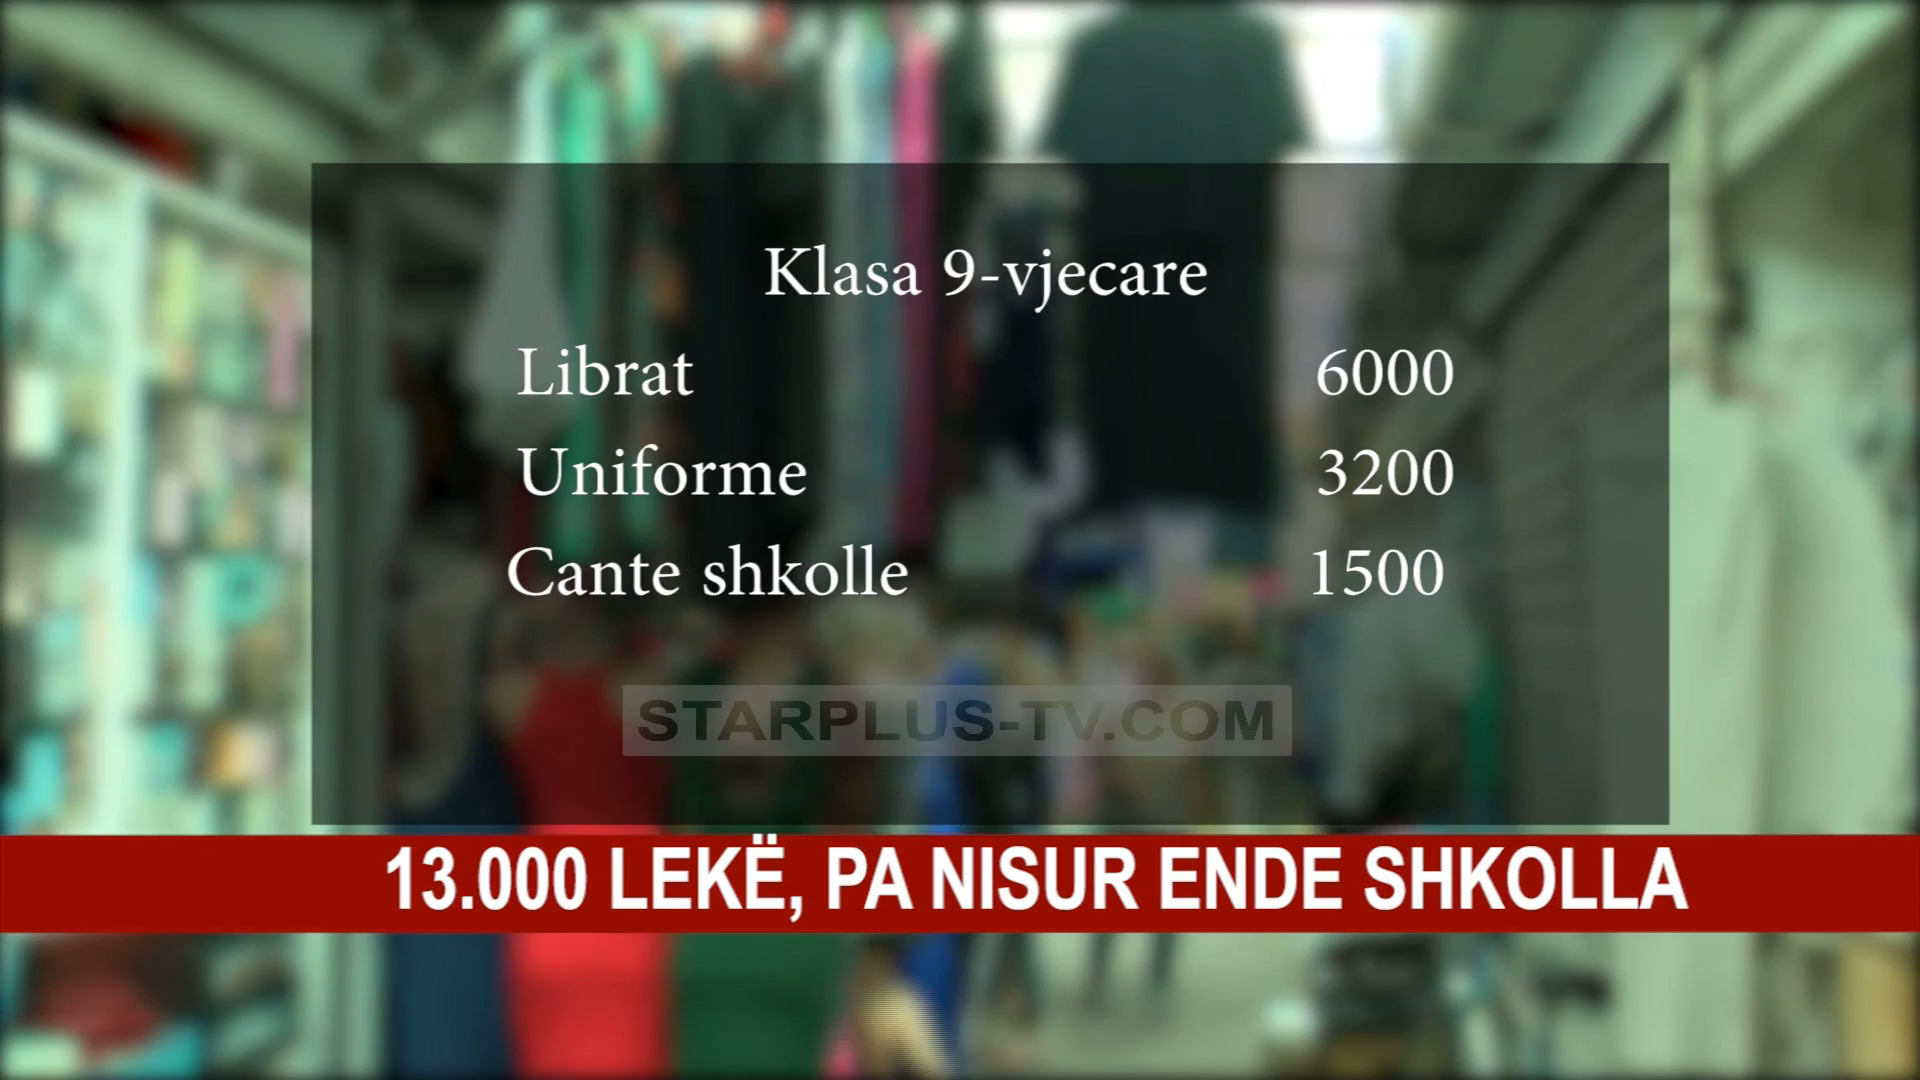 Klasa 9-vjecare
Librat 6000
Uniforme 3200
Cante shkolle 1500
STARPLUS-TV.COM
13.000 LEKË, PA NISUR ENDE SHKOLLA